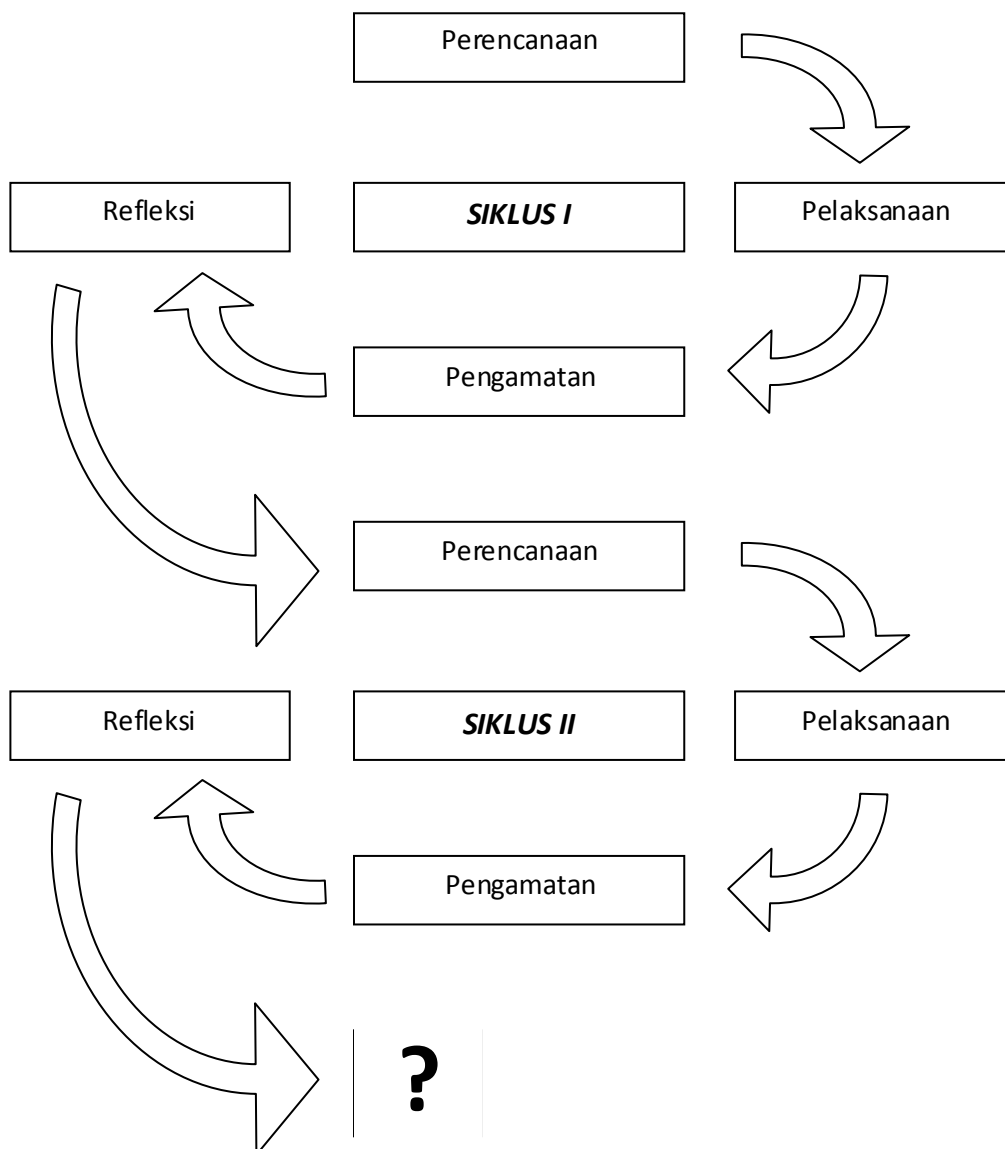 Perencanaan
Refleksi
SIKLUS I
Pelaksanaan
Pengamatan
Perencanaan
Refleksi
SIKLUS II
Pelaksanaan
Pengamatan
?